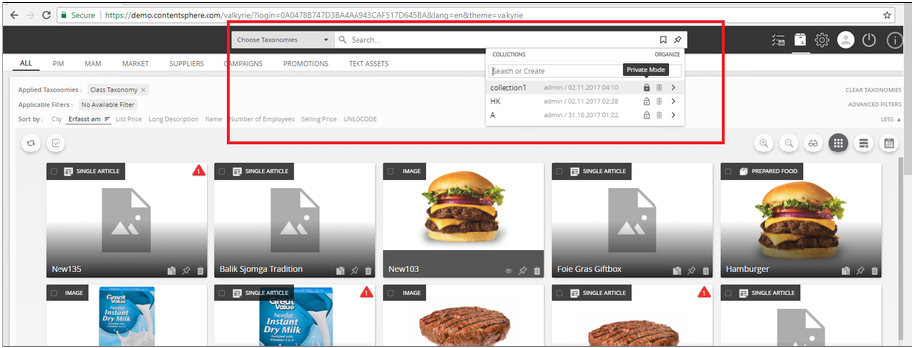 Secure https://demo.contentsphere.com/valkyrie/?login=0A0478B747D3BA4AA943CAF517D645BA&lang=en&theme=valkyrie
Choose Taxonomies Search...
COLLECTIONS ORGANIZE
Search or Create Private Mode
collection1 admin / 02.11.2017 04:10
HK admin / 02.11.2017 02:28
A admin / 31.10.2017 01:22
ALL PIM MAM MARKET SUPPLIERS CAMPAIGNS PROMOTIONS TEXT ASSETS
Applied Taxosomies : Class Taxonomy CLEAR TAXONOMIES
Applicable Filters : No Available Filter ADVANCED FILTERS
Sort by : City Erfasst am List Price Long Description Name Number of Employees Selling Price UNLOCODE LESS
SINGLE ARTICLE SINGLE ARTICLE IMAGE SINGLE ARTICLE PREPARED FOOD
New135 Balik Sjomga Tradition New103 Foie Gras Giftbox Hamburger
IMAGE SINGLE ARTICLE IMAGE SINGLE ARTICLE SINGLE ARTICLE
Great Value Great Value
Nonfat Instant Dry Milk Nonfat Instant Dry Milk